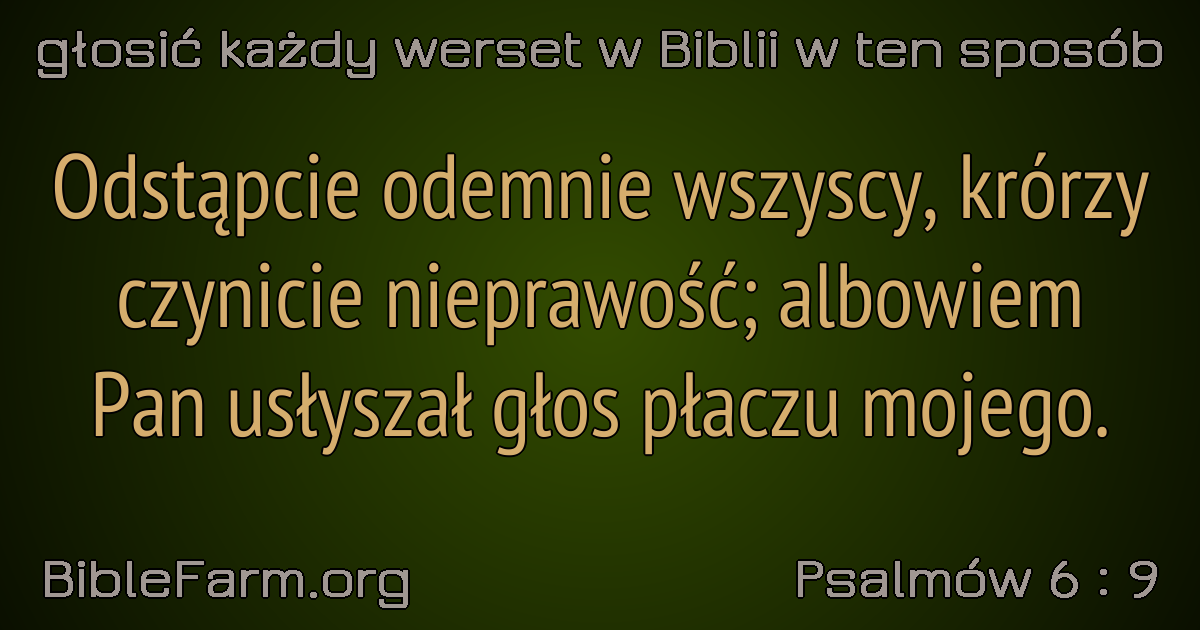 głosić każdy werset w Biblii w ten sposób
Odstąpcie odemnie wszyscy, krórzy
czynicie nieprawość; albowiem
Pan usłyszał głos płaczu mojego.
BibleFarm.org
Psalmów 6 : 9